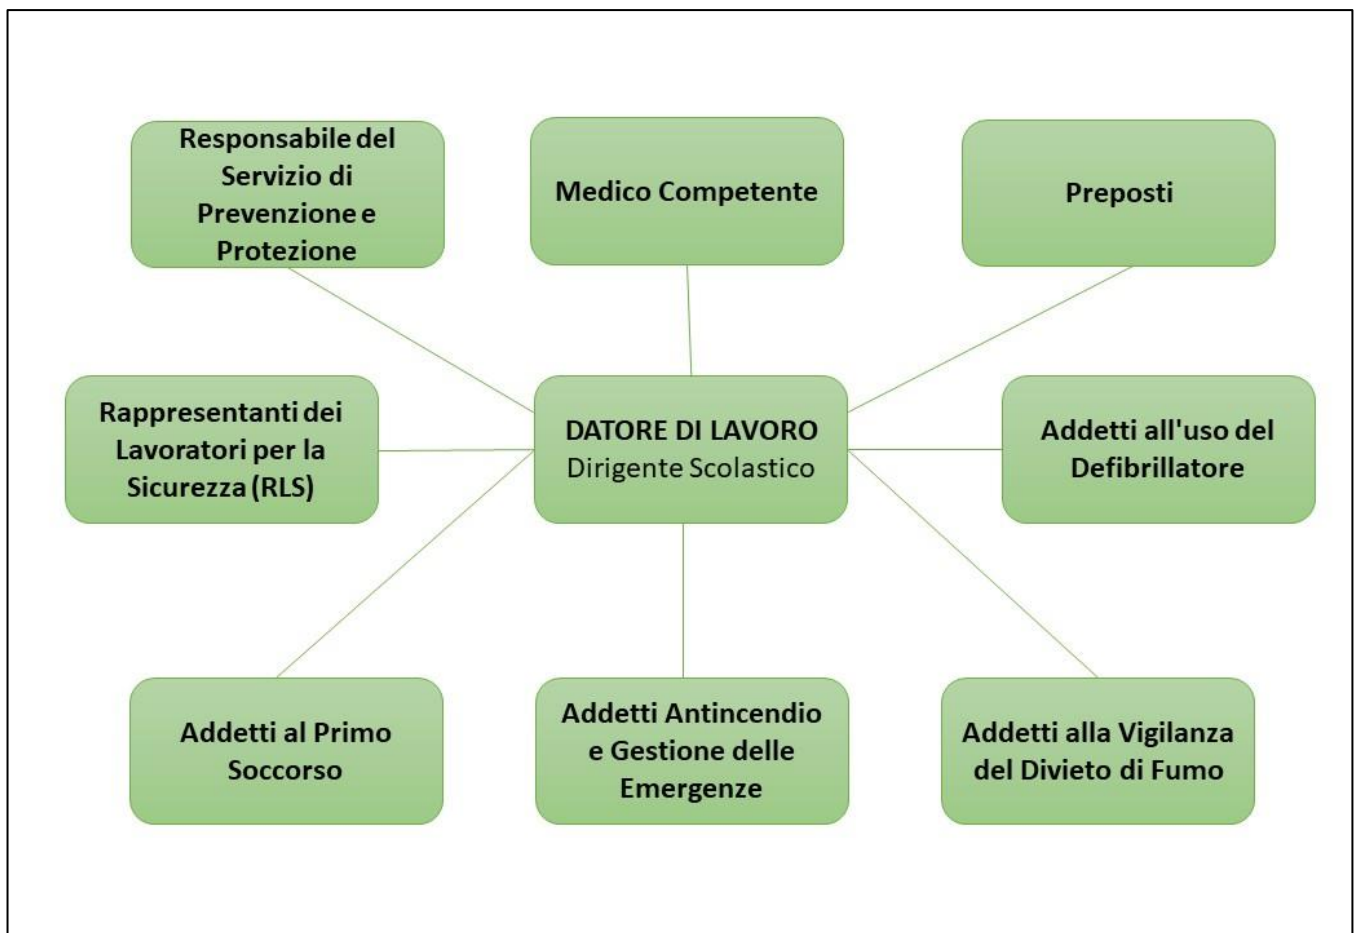 Responsabile del
Servizio di
Prevenzione e
Protezione
Medico Competente
Preposti
Rappresentanti dei
Lavoratori per la
Sicurezza (RLS)
DATORE DI LAVORO
Dirigente Scolastico
Addetti all'uso del
Defibrillatore
Addetti al Primo
Soccorso
Addetti Antincendio
e Gestione delle
Emergenze
Addetti alla Vigilanza
del Divieto di Fumo